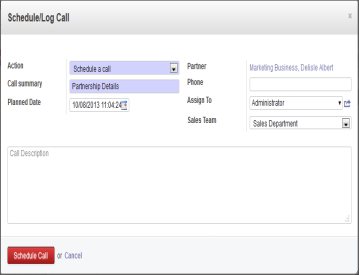 Schedule/Log Call x
Action Schedule a call Partner Marketing Business, Delisle Albert
Call summary Partnership Details Phone
Planned Date 10/08/2013 11:04:24 Assign To Administrator
Sales Team Sales Department
Call Description
Schedule Call or Cancel